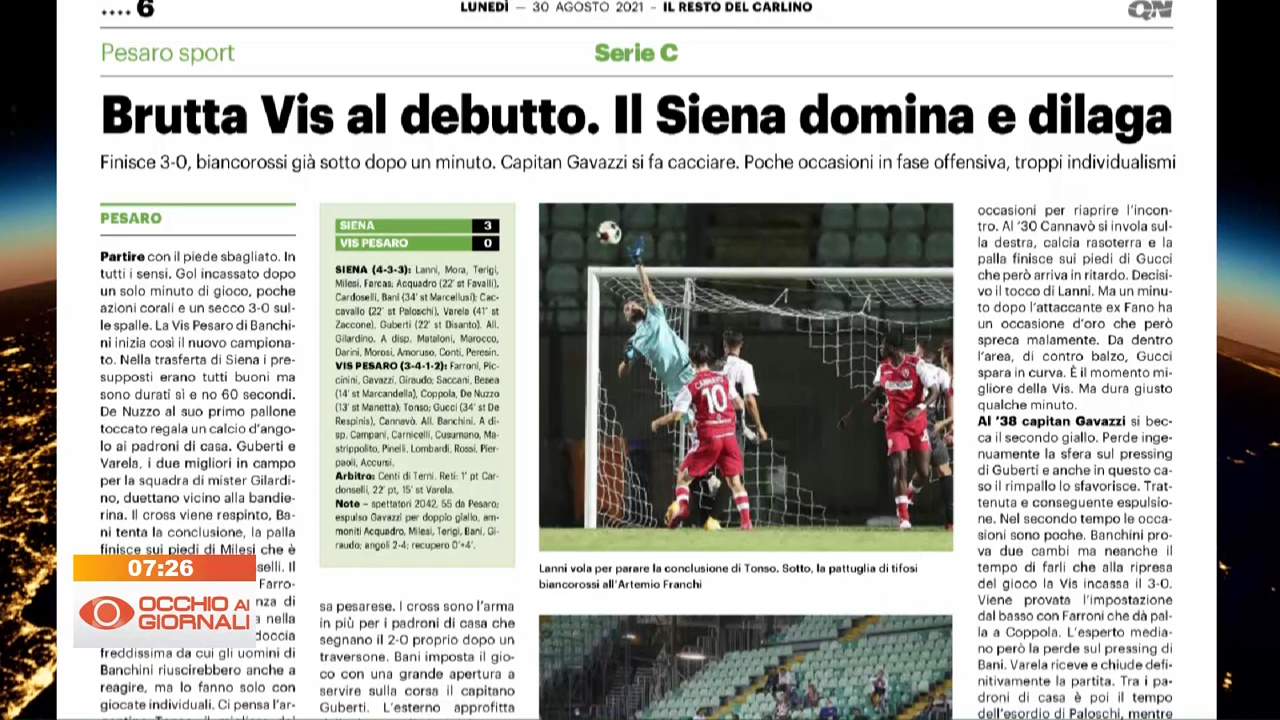 .... 6
LUNEDÌ — 30 AGOSTO 2021 – IL RESTO DEL CARLINO
QN
Pesaro sport
Serie C
Brutta Vis al debutto. Il Siena domina e dilaga
Finisce 3-0, biancorossi già sotto dopo un minuto. Capitan Gavazzi si fa cacciare. Poche occasioni in fase offensiva, troppi individualismi
PESARO
Partire con il piede sbagliato. In
tutti i sensi. Gol incassato dopo
un solo minuto di gioco, poche
azioni corali e un secco 3-0 sul-
le spalle. La Vis Pesaro di Banchi-
ni inizia così il nuovo campiona-
to. Nella trasferta di Siena i pre-
supposti erano tutti buoni ma
sono durati sì e no 60 secondi.
De Nuzzo al suo primo pallone
toccato regala un calcio d'ango-
lo ai padroni di casa. Guberti e
Varela, i due migliori in campo
per la squadra di mister Gilardi-
no, duettano vicino alla bandie-
rina. Il cross viene respinto, Ba-
ni tenta la conclusione, la palla
finisce sui piedi di Milesi che è
selli. Il
Farro-
nza di
a nella
doccia
freddissima da cui gli uomini di
Banchini riuscirebbero anche a
reagire, ma lo fanno solo con
giocate individuali. Ci pensa l'ar-
07:26
OCCHIO AI
GIORNALI
SIENA 3
VIS PESARO 0
SIENA (4-3-3): Lanni, Mora, Terigi,
Milesi, Farcas; Acquadro (22' st Favalli),
Cardoselli, Bani (34' st Marcellusi); Cac-
cavallo (22' st Paloschi), Varela (41' st
Zaccone), Guberti (22' st Disanto). All.
Gilardino. A disp. Mataloni, Marocco,
Darini, Morosi, Amoruso, Conti, Peresin.
VIS PESARO (3-4-1-2): Farroni, Pic-
cinini, Gavazzi, Giraudo; Saccani, Besea
(14' st Marcandella), Coppola, De Nuzzo
(13' st Manetta); Tonso; Gucci (34' st De
Respinis), Cannavò. All. Banchini. A di-
sp. Campani, Carnicelli, Cusumano, Ma-
strippolito, Pinelli, Lombardi, Rossi, Pier-
paoli, Accursi.
Arbitro: Centi di Terni. Reti: 1' pt Car-
donselli, 22' pt, 15' st Varela.
Note – spettatori 2042, 55 da Pesaro;
espulso Gavazzi per doppio giallo, am-
moniti Acquadro, Milesi, Terigi, Bani, Gi-
raudo; angoli 2-4; recupero 0'+4'.
sa pesarese. I cross sono l'arma
in più per i padroni di casa che
segnano il 2-0 proprio dopo un
traversone. Bani imposta il gio-
co con una grande apertura a
servire sulla corsa il capitano
Guberti. L'esterno approfitta
CANNAVÒ
10
Lanni vola per parare la conclusione di Tonso. Sotto, la pattuglia di tifosi
biancorossi all'Artemio Franchi
occasioni per riaprire l'incon-
tro. Al '30 Cannavò si invola sul-
la destra, calcia rasoterra e la
palla finisce sui piedi di Gucci
che però arriva in ritardo. Decisi-
vo il tocco di Lanni. Ma un minu-
to dopo l'attaccante ex Fano ha
un occasione d'oro che però
spreca malamente. Da dentro
l'area, di contro balzo, Gucci
spara in curva. È il momento mi-
gliore della Vis. Ma dura giusto
qualche minuto.
Al '38 capitan Gavazzi si bec-
ca il secondo giallo. Perde inge-
nuamente la sfera sul pressing
di Guberti e anche in questo ca-
so il rimpallo lo sfavorisce. Trat-
tenuta e conseguente espulsio-
ne. Nel secondo tempo le occa-
sioni sono poche. Banchini pro-
va due cambi ma neanche il
tempo di farli che alla ripresa
del gioco la Vis incassa il 3-0.
Viene provata l'impostazione
dal basso con Farroni che dà pal-
la a Coppola. L'esperto media-
no però la perde sul pressing di
Bani. Varela riceve e chiude defi-
nitivamente la partita. Tra i pa-
droni di casa è poi il tempo
dell'esordio di Paloschi, mentre